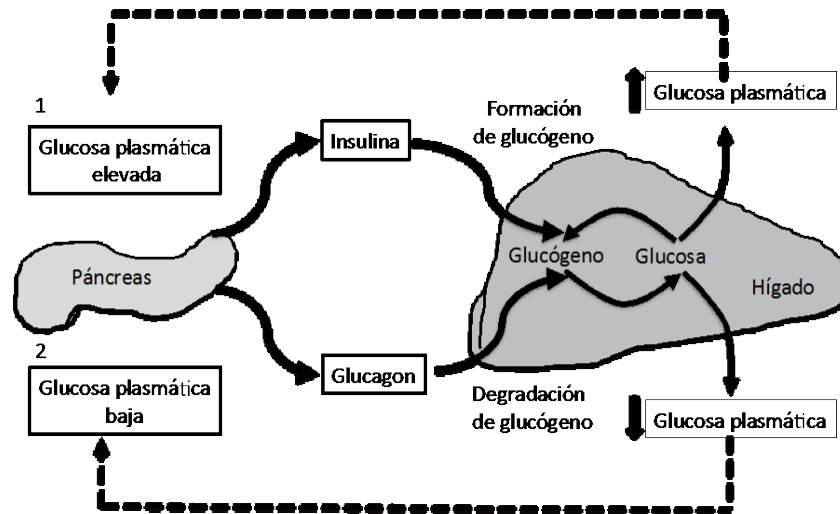 1
Glucosa plasmática
elevada
Insulina
Formación
de glucógeno
Glucosa plasmática
Páncreas
Glucógeno
Glucosa
Hígado
2
Glucosa plasmática
baja
Glucagon
Degradación
de glucógeno
Glucosa plasmática